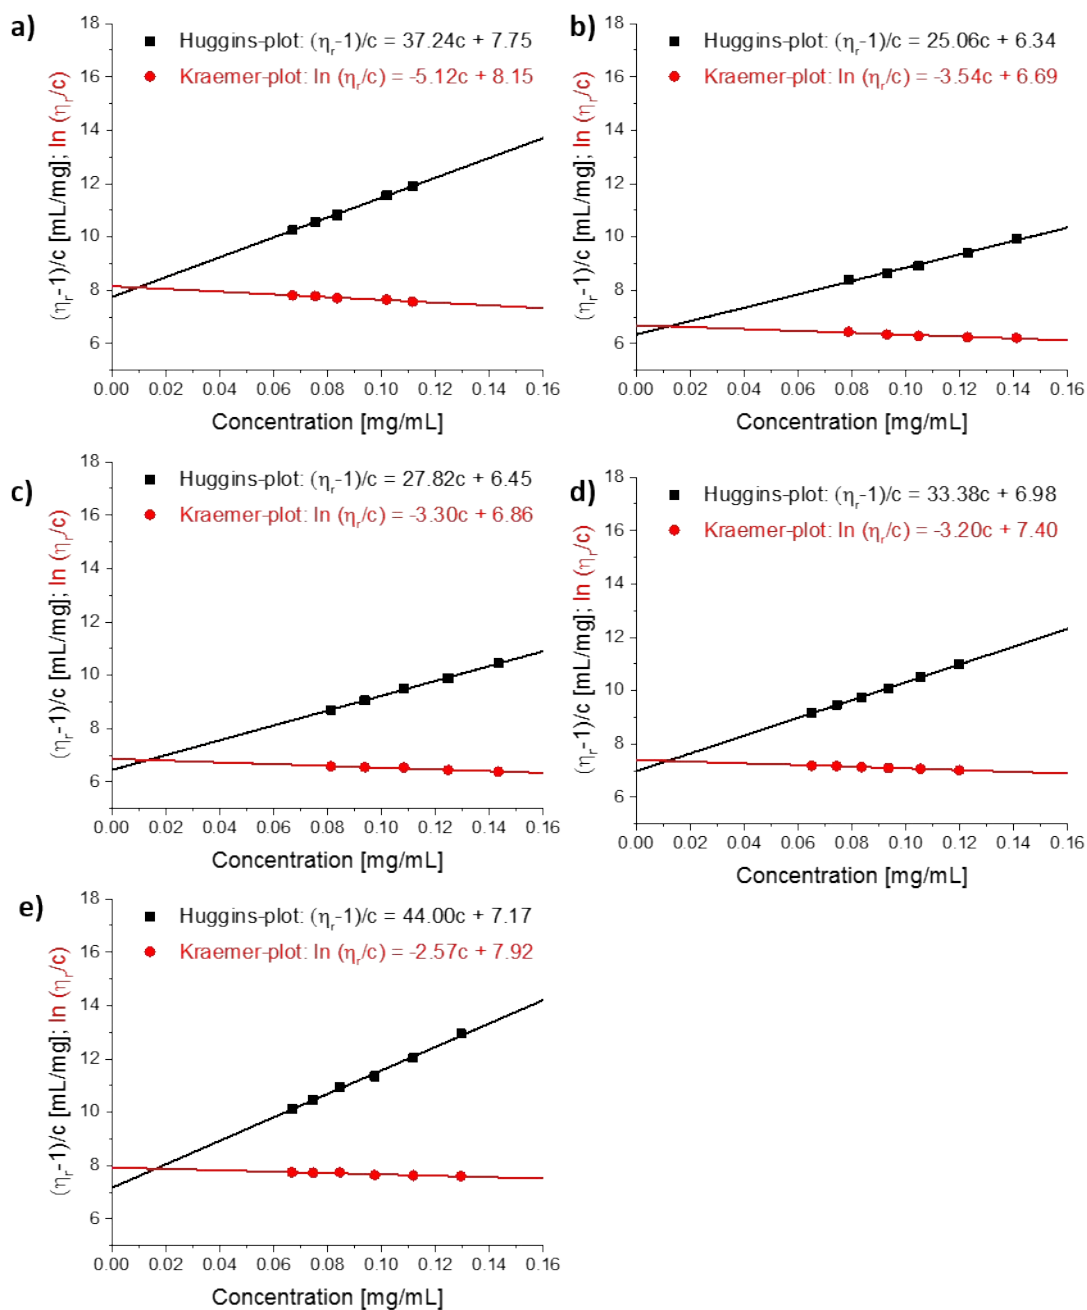 a)
Huggins-plot: (ηr-1)/c = 37.24c + 7.75
Kraemer-plot: ln (ηr/c) = -5.12c + 8.15
(ηr-1)/c [mL/mg]; ln (ηr/c)
18
16
14
12
10
8
6
0.00 0.02 0.04 0.06 0.08 0.10 0.12 0.14 0.16
Concentration [mg/mL]
b)
Huggins-plot: (ηr-1)/c = 25.06c + 6.34
Kraemer-plot: ln (ηr/c) = -3.54c + 6.69
(ηr-1)/c [mL/mg]; ln (ηr/c)
18
16
14
12
10
8
6
0.00 0.02 0.04 0.06 0.08 0.10 0.12 0.14 0.16
Concentration [mg/mL]
c)
Huggins-plot: (ηr-1)/c = 27.82c + 6.45
Kraemer-plot: ln (ηr/c) = -3.30c + 6.86
(ηr-1)/c [mL/mg]; ln (ηr/c)
18
16
14
12
10
8
6
0.00 0.02 0.04 0.06 0.08 0.10 0.12 0.14 0.16
Concentration [mg/mL]
d)
Huggins-plot: (ηr-1)/c = 33.38c + 6.98
Kraemer-plot: ln (ηr/c) = -3.20c + 7.40
(ηr-1)/c [mL/mg]; ln (ηr/c)
18
16
14
12
10
8
6
0.00 0.02 0.04 0.06 0.08 0.10 0.12 0.14 0.16
Concentration [mg/mL]
e)
Huggins-plot: (ηr-1)/c = 44.00c + 7.17
Kraemer-plot: ln (ηr/c) = -2.57c + 7.92
(ηr-1)/c [mL/mg]; ln (ηr/c)
18
16
14
12
10
8
6
0.00 0.02 0.04 0.06 0.08 0.10 0.12 0.14 0.16
Concentration [mg/mL]